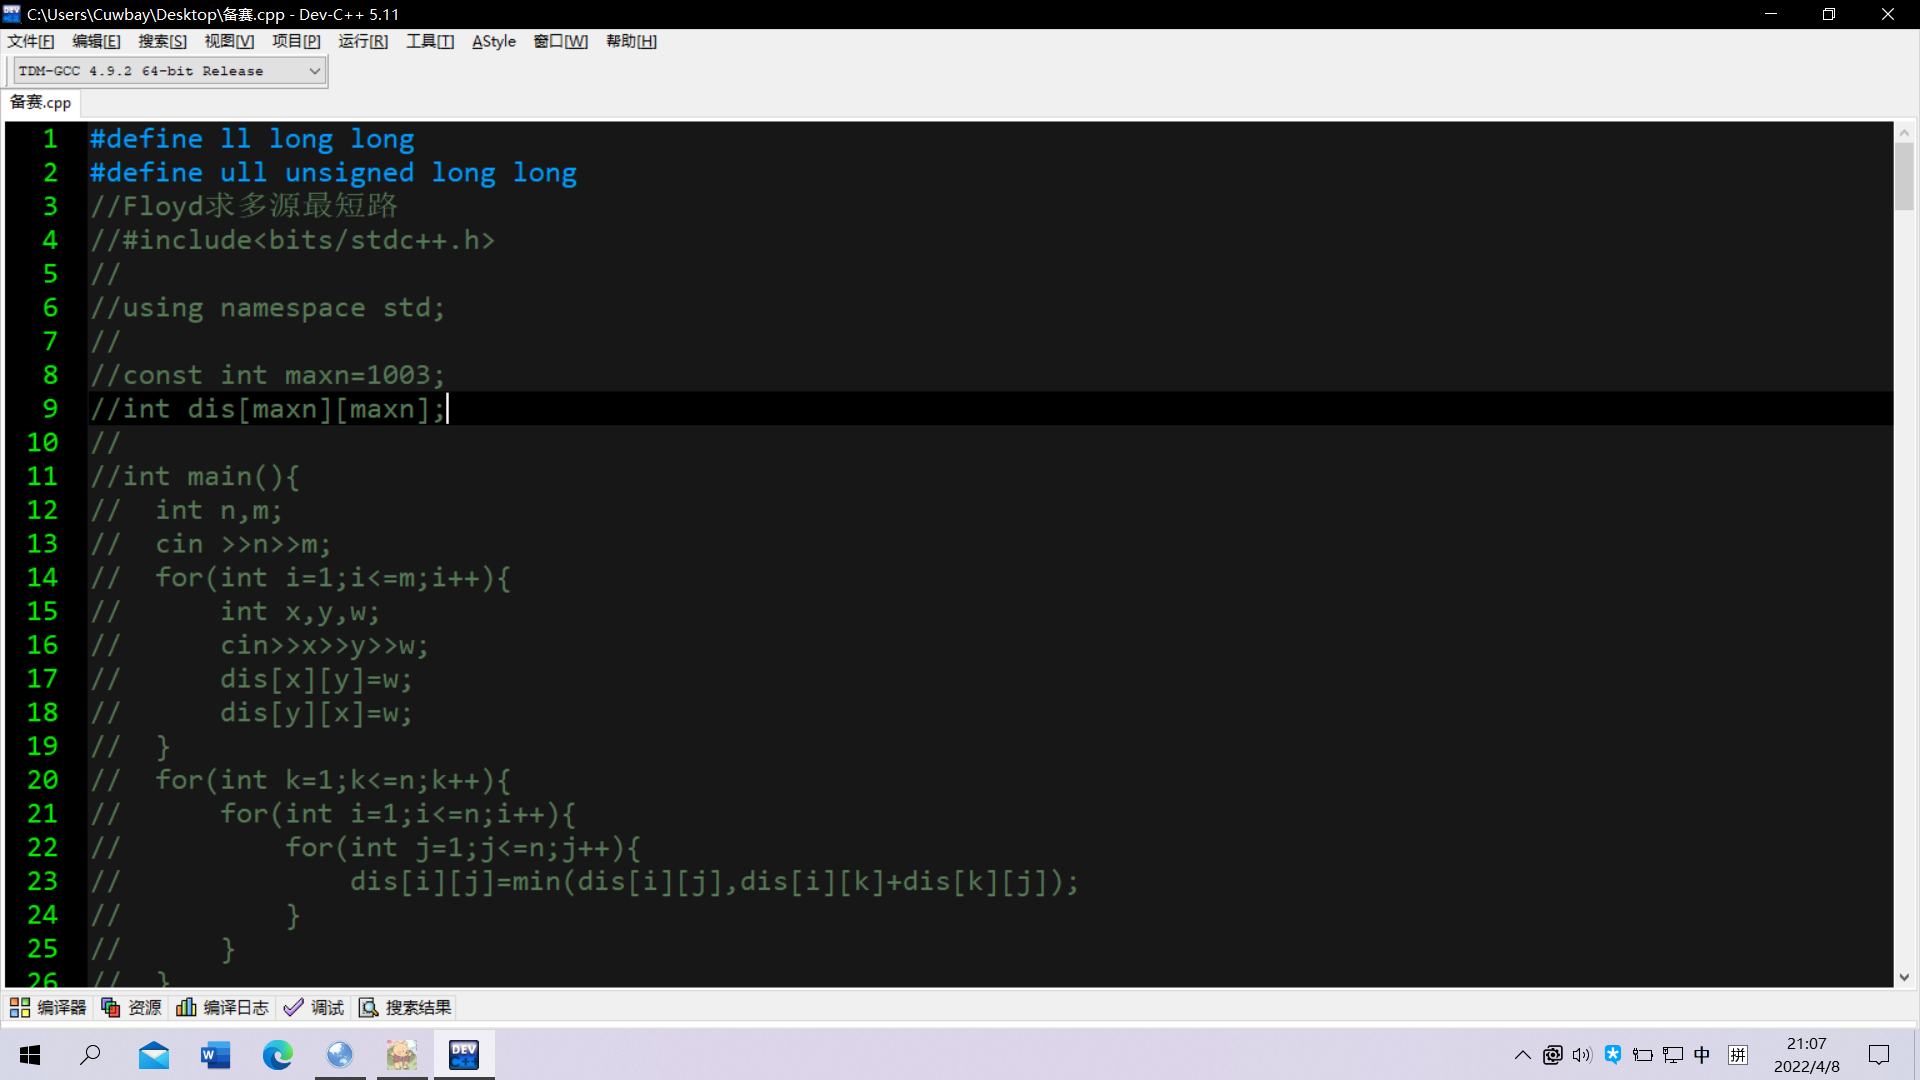 C:\Users\Cuwbay\Desktop\备赛.cpp - Dev-C++ 5.11
文件[F] 编辑[E] 搜索[S] 视图[V] 项目[P] 运行[R] 工具[T] AStyle 窗口[W] 帮助[H]
TDM-GCC 4.9.2 64-bit Release
备赛.cpp
1 #define ll long long
2 #define ull unsigned long long
3 //Floyd求多源最短路
4 //#include<bits/stdc++.h>
5 //
6 //using namespace std;
7 //
8 //const int maxn=1003;
9 //int dis[maxn][maxn];
10 //
11 //int main(){
12 //  int n,m;
13 //  cin >>n>>m;
14 //  for(int i=1;i<=m;i++){
15 //      int x,y,w;
16 //      cin>>x>>y>>w;
17 //      dis[x][y]=w;
18 //      dis[y][x]=w;
19 //  }
20 //  for(int k=1;k<=n;k++){
21 //      for(int i=1;i<=n;i++){
22 //          for(int j=1;j<=n;j++){
23 //              dis[i][j]=min(dis[i][j],dis[i][k]+dis[k][j]);
24 //          }
25 //      }
26 //  }
编译器 资源 编译日志 调试 搜索结果
DEV C++
中 拼
21:07
2022/4/8